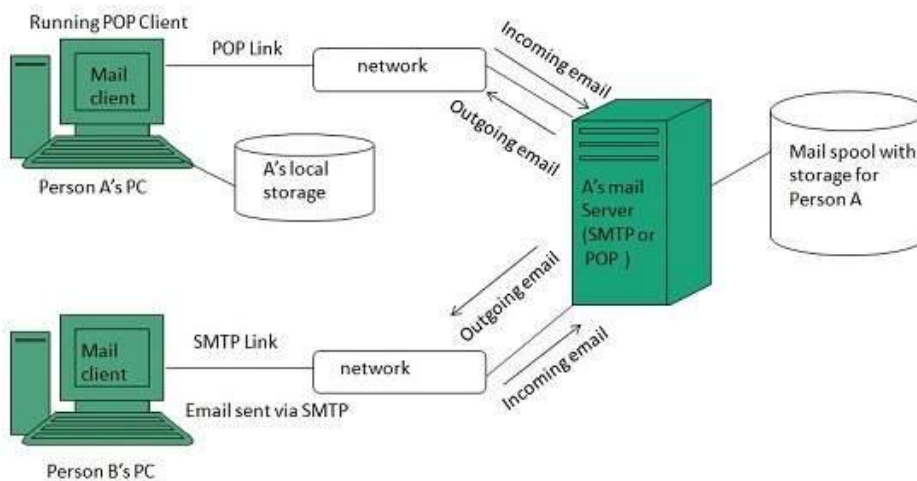 Running POP Client
POP Link
Mail
client
network
Incoming email
Outgoing email
A's local
storage
Person A's PC
A's mail
Server
(SMTP or
POP )
Mail spool with
storage for
Person A
Outgoing email
Incoming email
SMTP Link
Mail
client
network
Email sent via SMTP
Person B's PC